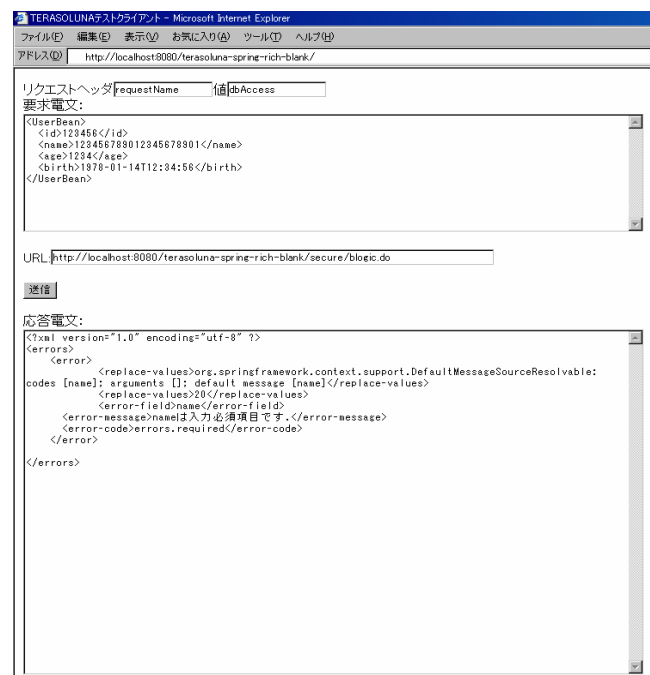 TERASOLUNAテストクライアント - Microsoft Internet Explorer
ファイル(F) 編集(E) 表示(V) お気に入り(A) ツール(T) ヘルプ(H)
アドレス(D) http://localhost:8080/terasoluna-spring-rich-blank/
リクエストヘッダ requestName 値 dbAccess
要求電文:
<UserBean>
<id>123456</id>
<name>123456789012345678901</name>
<age>1234</age>
<birth>1978-01-14T12:34:56</birth>
</UserBean>
URL:http://localhost:8080/terasoluna-spring-rich-blank/secure/blogic.do
送信
応答電文:
<?xml version="1.0" encoding="utf-8" ?>
<errors>
<error>
<replace-values>org.springframework.context.support.DefaultMessageSourceResolvable:
codes [name]; arguments []; default message [name]</replace-values>
<replace-values>20</replace-values>
<error-field>name</error-field>
<error-message>nameは入力必須項目です.</error-message>
<error-code>errors.required</error-code>
</error>
</errors>